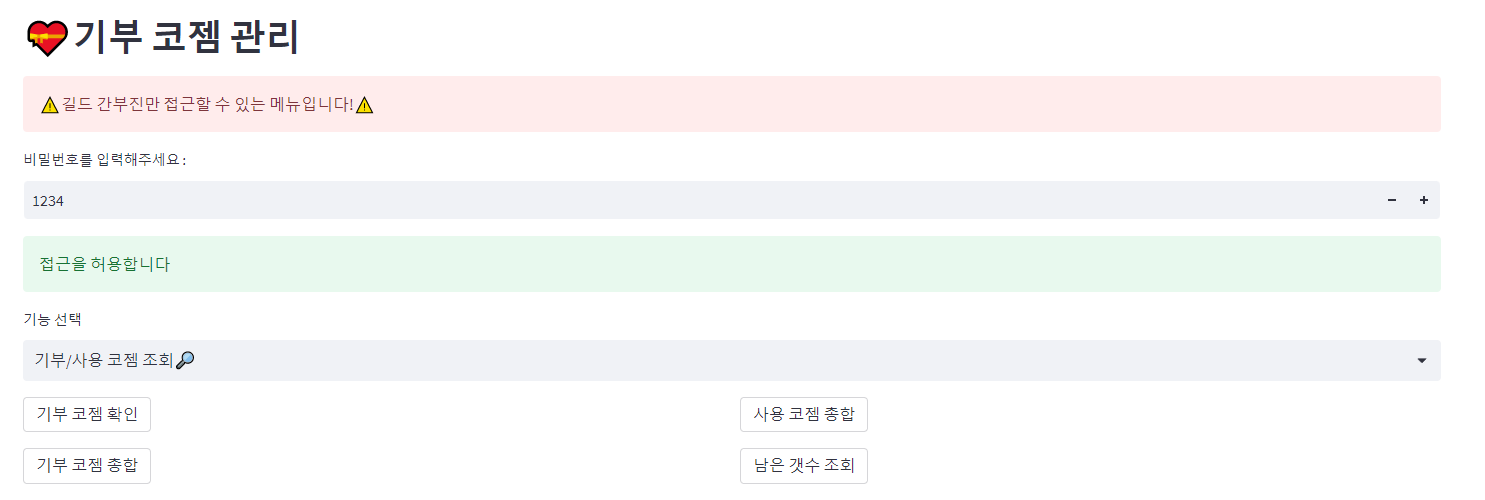 💝기부 코젬 관리
⚠️길드 간부진만 접근할 수 있는 메뉴입니다!⚠️
비밀번호를 입력해주세요 :
1234 − +
접근을 허용합니다
기능 선택
기부/사용 코젬 조회🔎
기부 코젬 확인 사용 코젬 총합
기부 코젬 총합 남은 갯수 조회